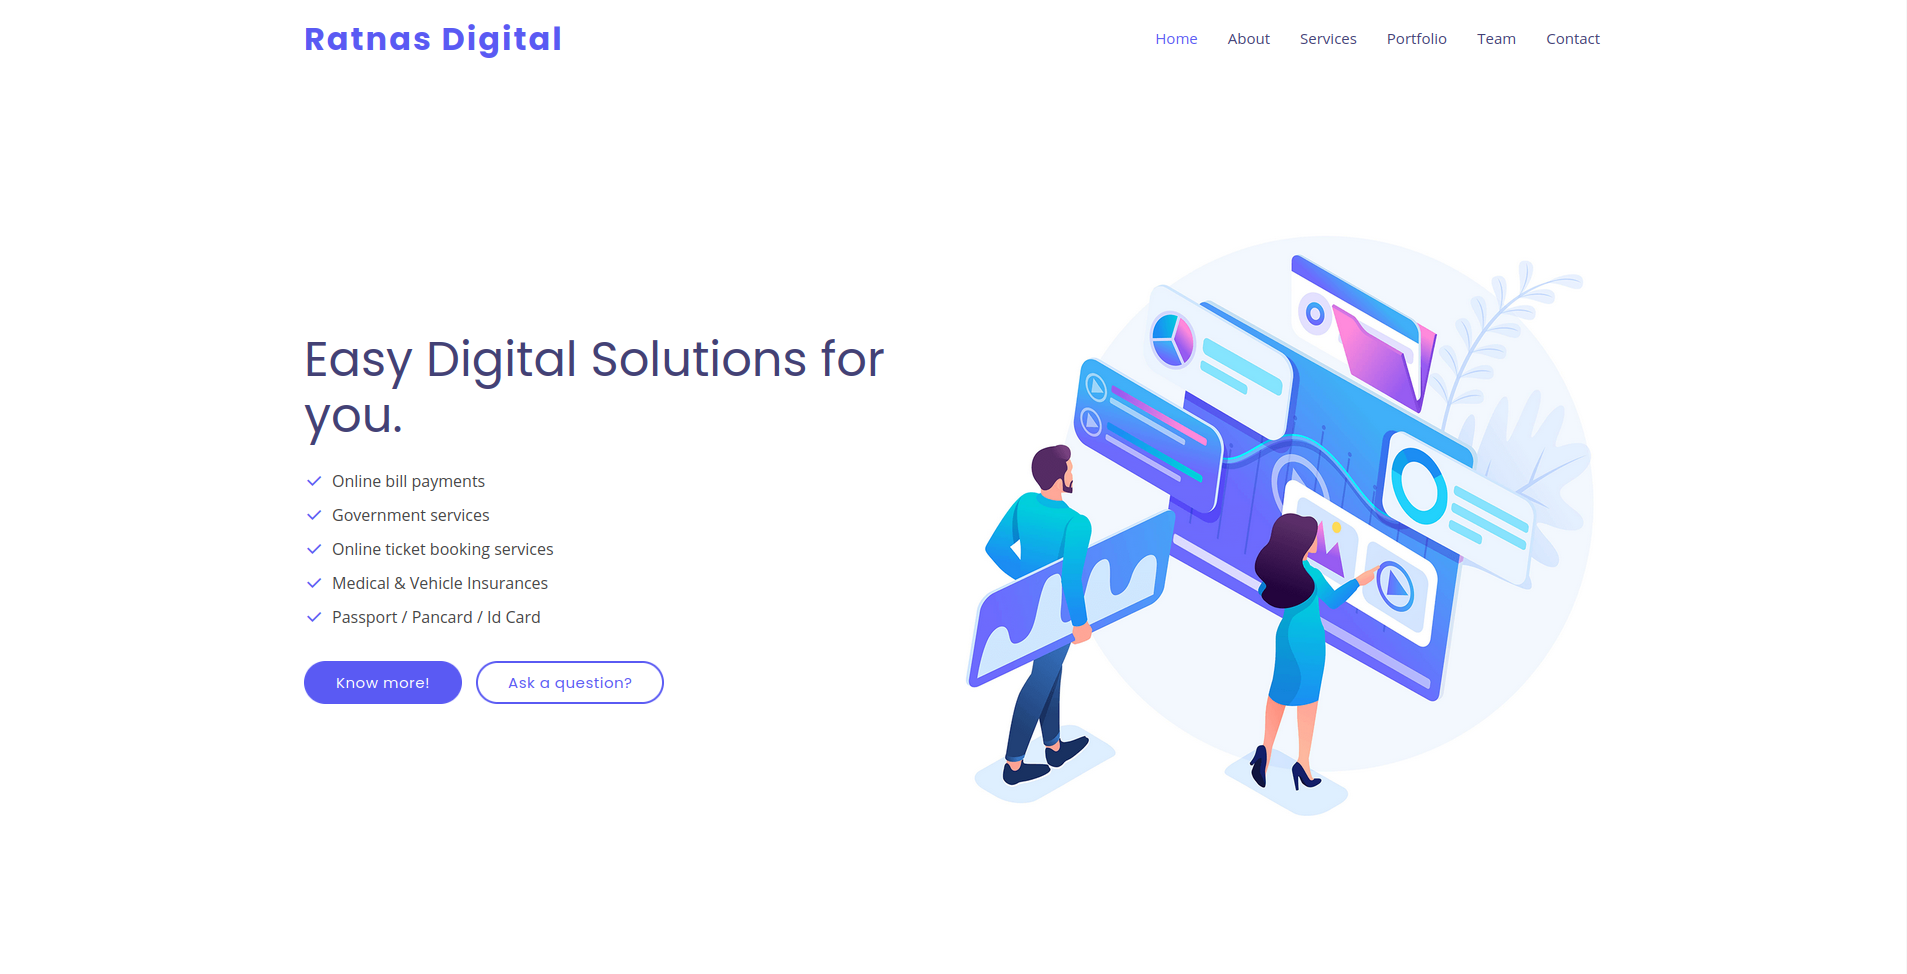 Ratnas Digital
Home About Services Portfolio Team Contact
Easy Digital Solutions for
you.
Online bill payments
Government services
Online ticket booking services
Medical & Vehicle Insurances
Passport / Pancard / Id Card
Know more! Ask a question?